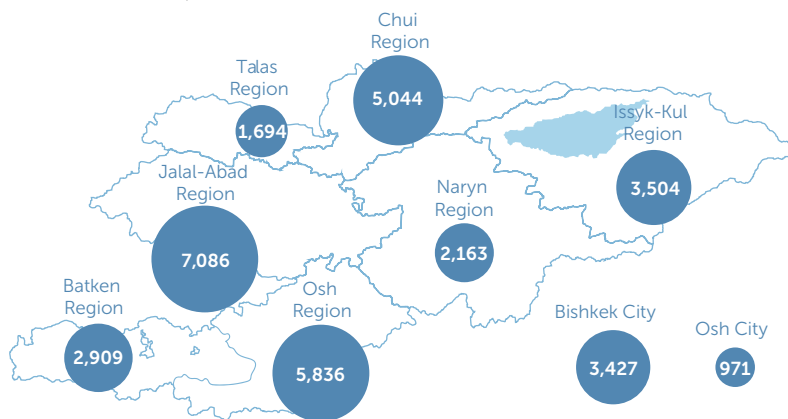 Chui
Region
5,044
Talas
Region
1,694
Issyk-Kul
Region
3,504
Jalal-Abad
Region
7,086
Naryn
Region
2,163
Batken
Region
2,909
Osh
Region
5,836
Bishkek City
3,427
Osh City
971